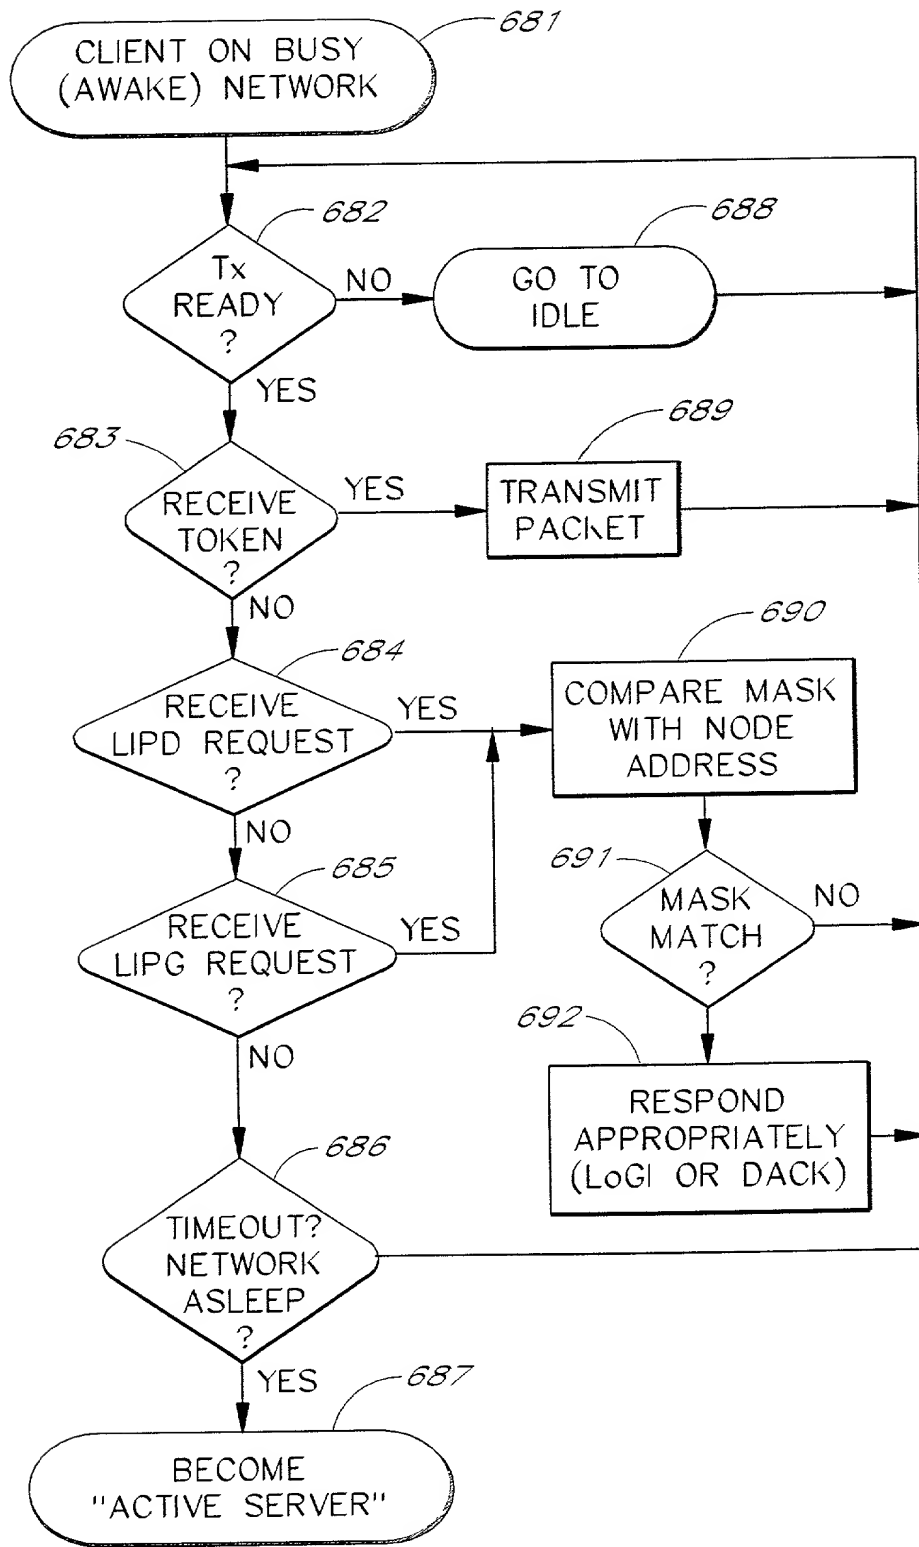 681
CLIENT ON BUSY
(AWAKE) NETWORK
682
Tx
READY
?
NO
688
GO TO
IDLE
YES
683
RECEIVE
TOKEN
?
YES
689
TRANSMIT
PACKET
NO
684
RECEIVE
LIPD REQUEST
?
YES
690
COMPARE MASK
WITH NODE
ADDRESS
NO
685
RECEIVE
LIPG REQUEST
?
YES
691
MASK
MATCH
?
NO
692
RESPOND
APPROPRIATELY
(LoGI OR DACK)
NO
686
TIMEOUT?
NETWORK
ASLEEP
?
YES
687
BECOME
"ACTIVE SERVER"